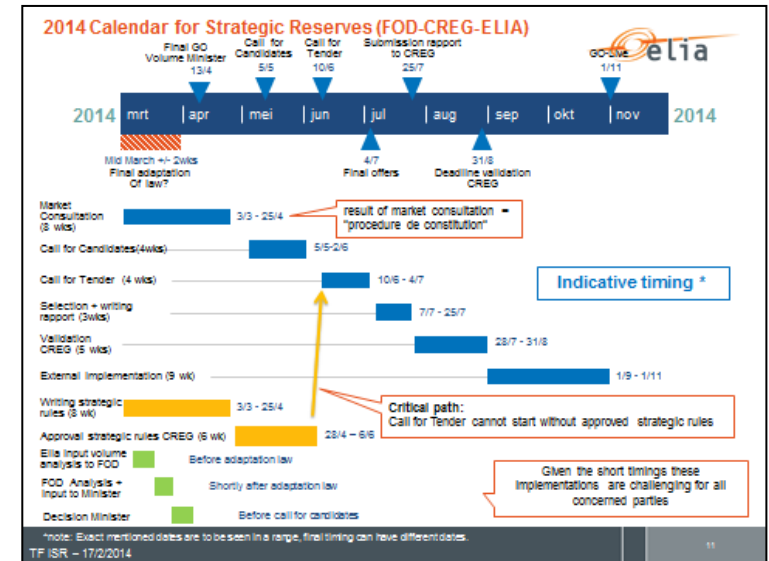 2014 Calendar for Strategic Reserves (FOD-CREG-ELIA)
elia
Final GO
Volume Minister
13/4
Call for
Candidates
5/5
Call for
Tender
10/6
Submission rapport
to CREG
25/7
GO-Live
1/11
2014 mrt apr mei jun jul aug sep okt nov 2014
Mid March +/- 2wks
Final adaptation
Of law?
4/7
Final offers
31/8
Deadline validation
CREG
Market
Consultation
(8 wks)
3/3 - 25/4
result of market consultation =
"procedure de constitution"
Call for Candidates(4wks)
5/5-2/6
Call for Tender (4 wks)
10/6 - 4/7
Indicative timing *
Selection + writing
rapport (3wks)
7/7 - 25/7
Validation
CREG (5 wks)
28/7 - 31/8
External Implementation (9 wk)
1/9 - 1/11
Writing strategic
rules (8 wk)
3/3 - 25/4
Critical path:
Call for Tender cannot start without approved strategic rules
Approval strategic rules CREG (6 wk)
28/4 – 6/6
Elia input volume
analysis to FOD
Before adaptation law
FOD Analysis +
Input to Minister
Shortly after adaptation law
Given the short timings these
implementations are challenging for all
concerned parties
Decision Minister
Before call for candidates
*note: Exact mentioned dates are to be seen in a range, final timing can have different dates.
TF ISR – 17/2/2014
11